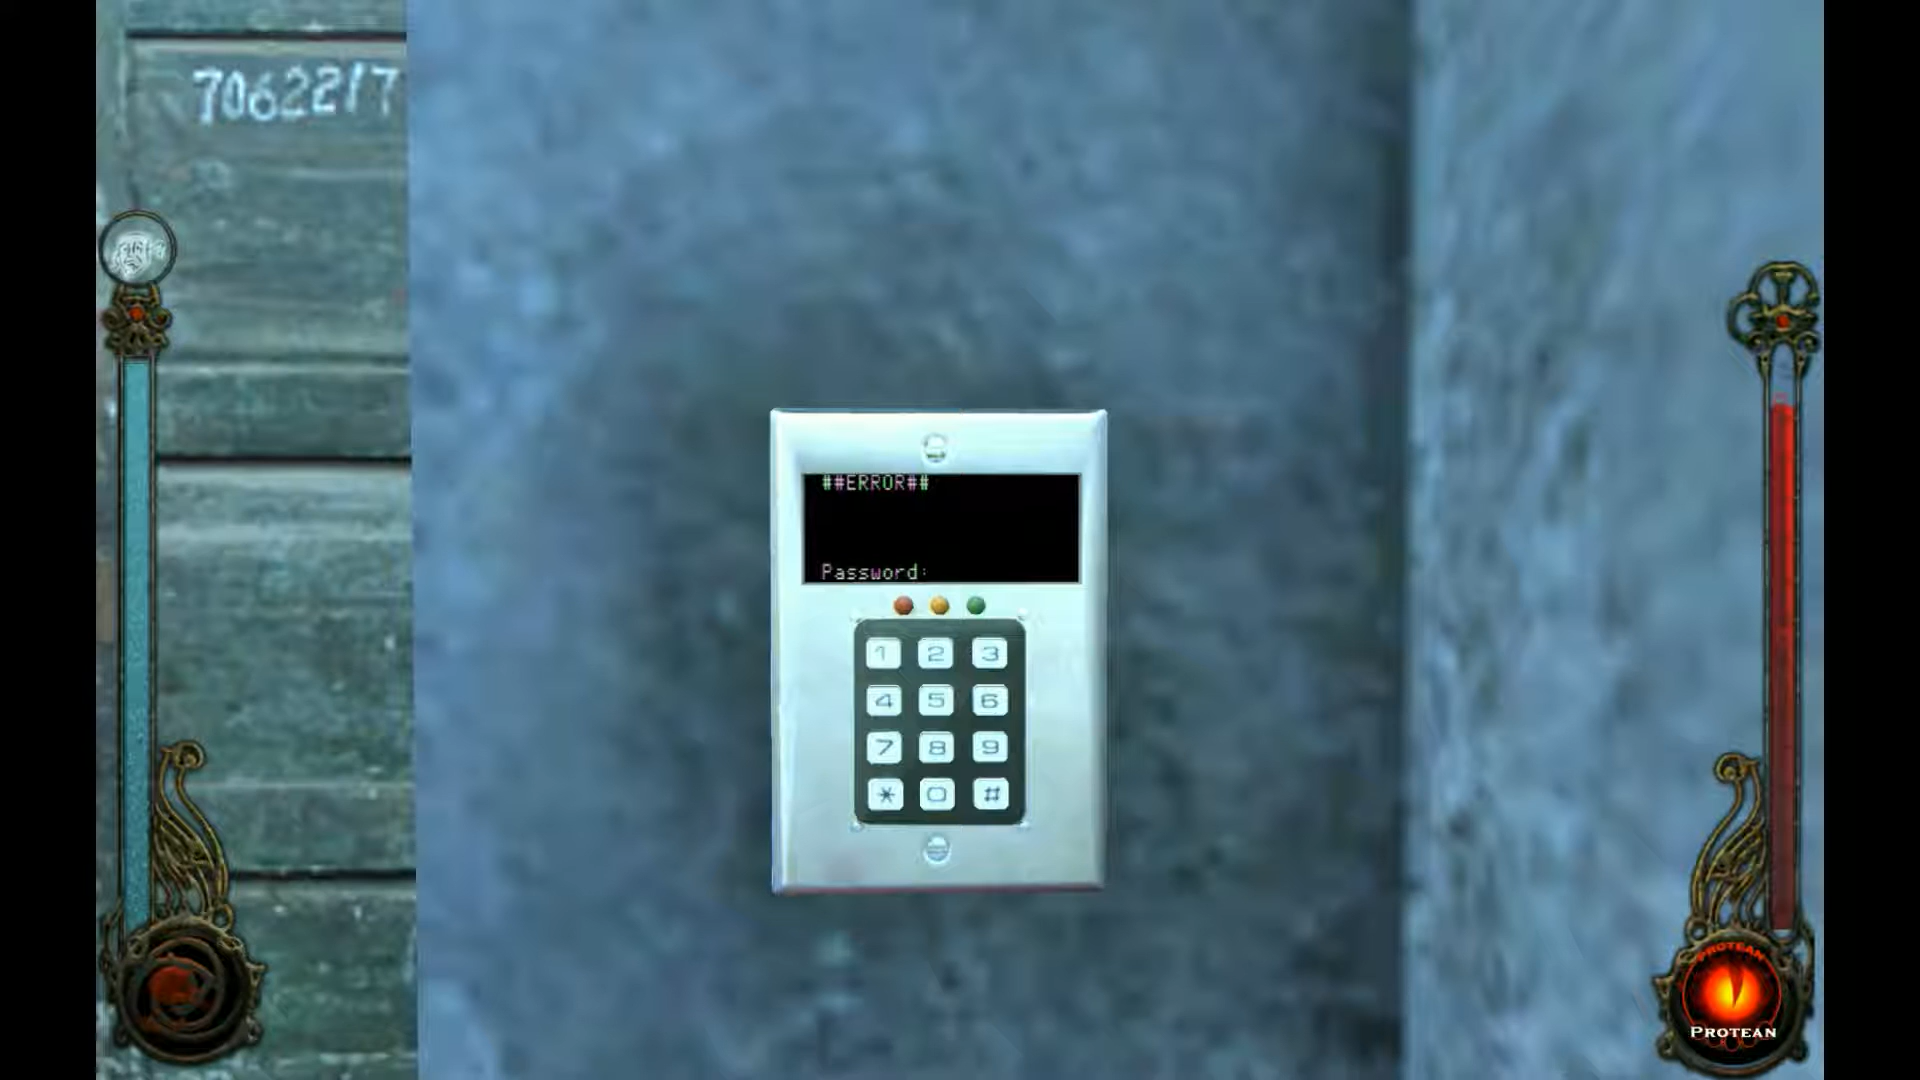 70622/7
##ERROR##
Password:
1 2 3
4 5 6
7 8 9
* 0 #
PROTEAN
PROTEAN